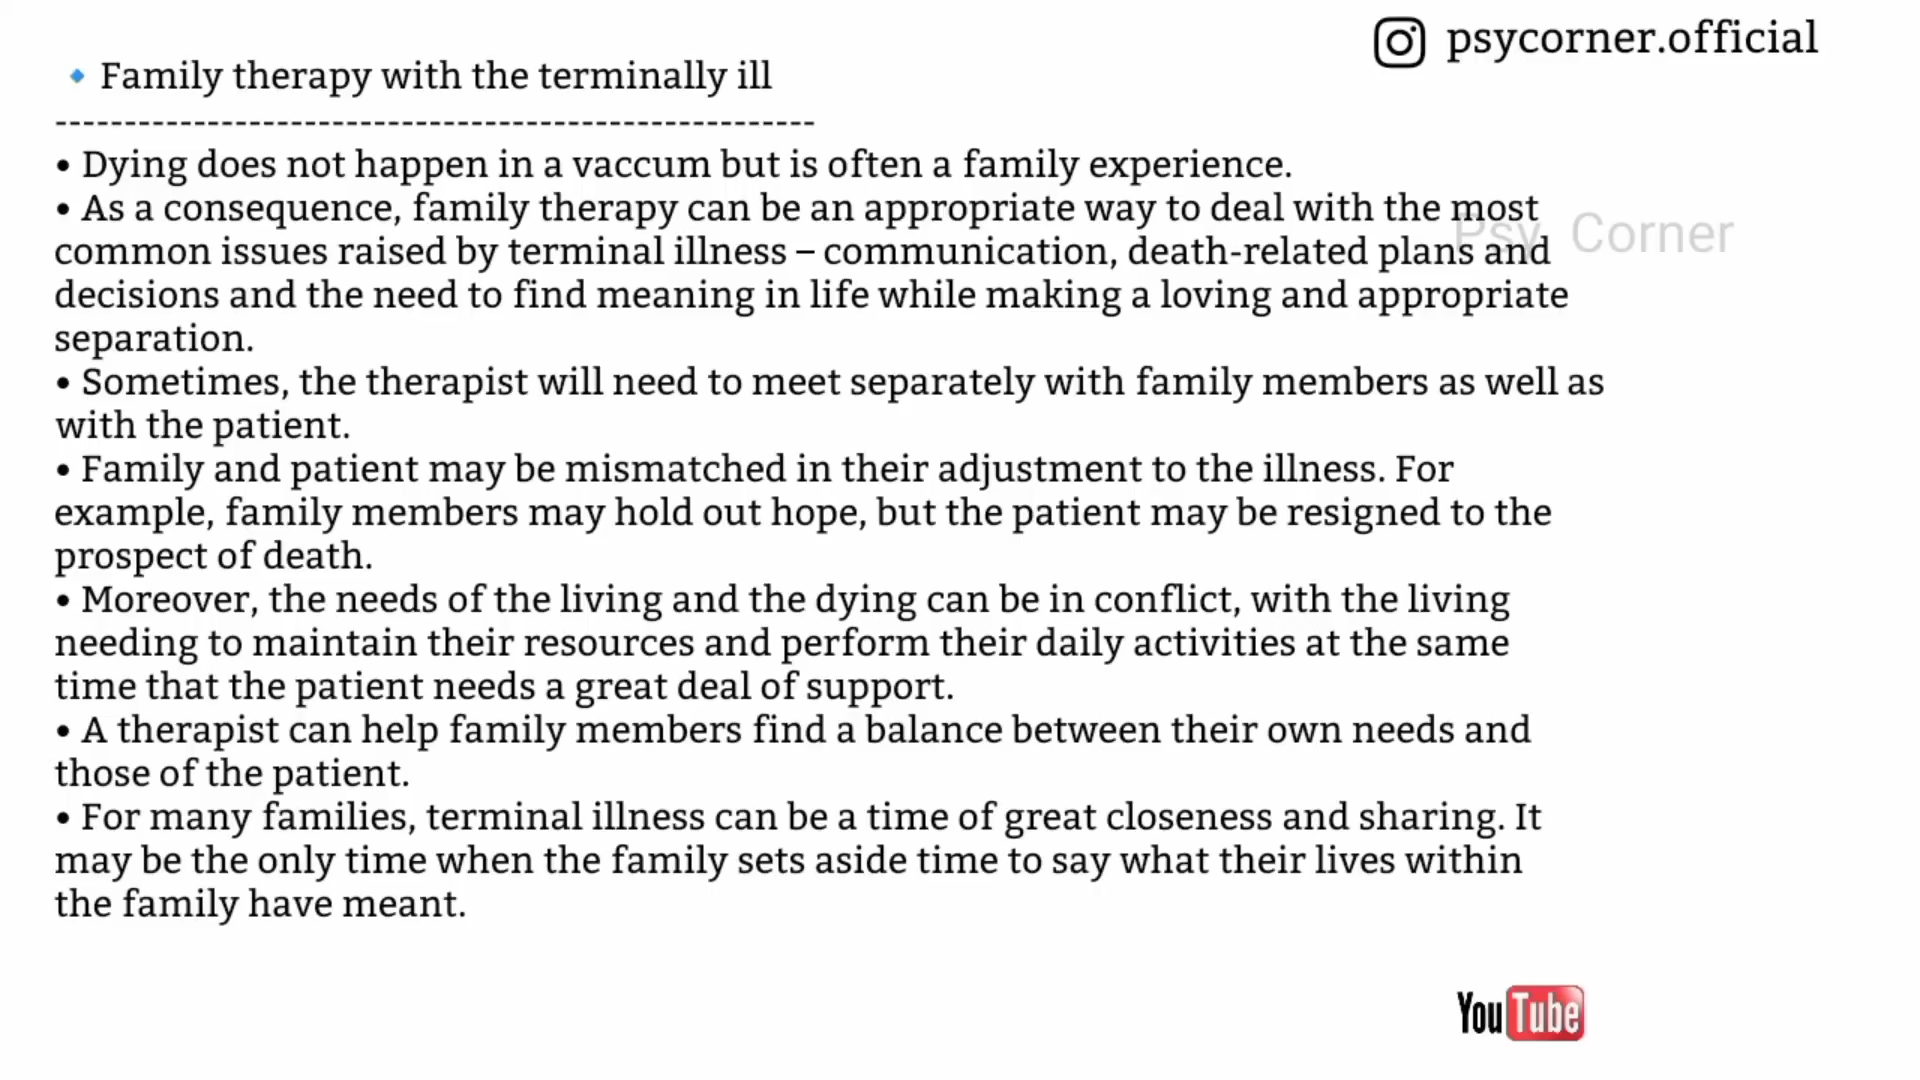 psycorner.official
🔹Family therapy with the terminally ill
-------------------------------------------------------
• Dying does not happen in a vaccum but is often a family experience.
• As a consequence, family therapy can be an appropriate way to deal with the most
common issues raised by terminal illness – communication, death-related plans and
decisions and the need to find meaning in life while making a loving and appropriate
separation.
• Sometimes, the therapist will need to meet separately with family members as well as
with the patient.
• Family and patient may be mismatched in their adjustment to the illness. For
example, family members may hold out hope, but the patient may be resigned to the
prospect of death.
• Moreover, the needs of the living and the dying can be in conflict, with the living
needing to maintain their resources and perform their daily activities at the same
time that the patient needs a great deal of support.
• A therapist can help family members find a balance between their own needs and
those of the patient.
• For many families, terminal illness can be a time of great closeness and sharing. It
may be the only time when the family sets aside time to say what their lives within
the family have meant.
Psy Corner
YouTube